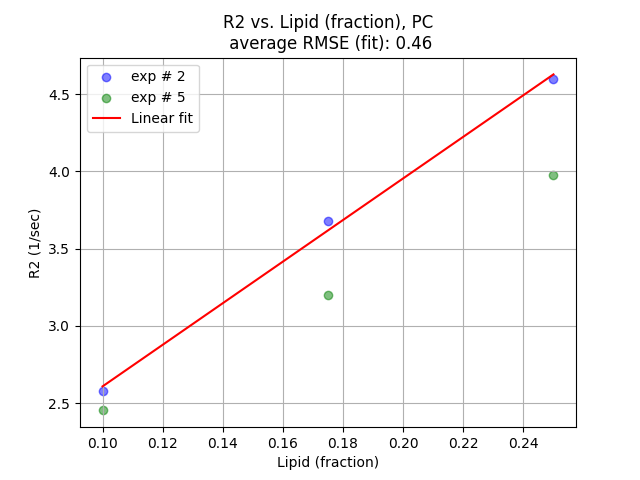 R2 vs. Lipid (fraction), PC
average RMSE (fit): 0.46
exp # 2
exp # 5
Linear fit
4.5
4.0
3.5
3.0
2.5
R2 (1/sec)
0.10 0.12 0.14 0.16 0.18 0.20 0.22 0.24
Lipid (fraction)